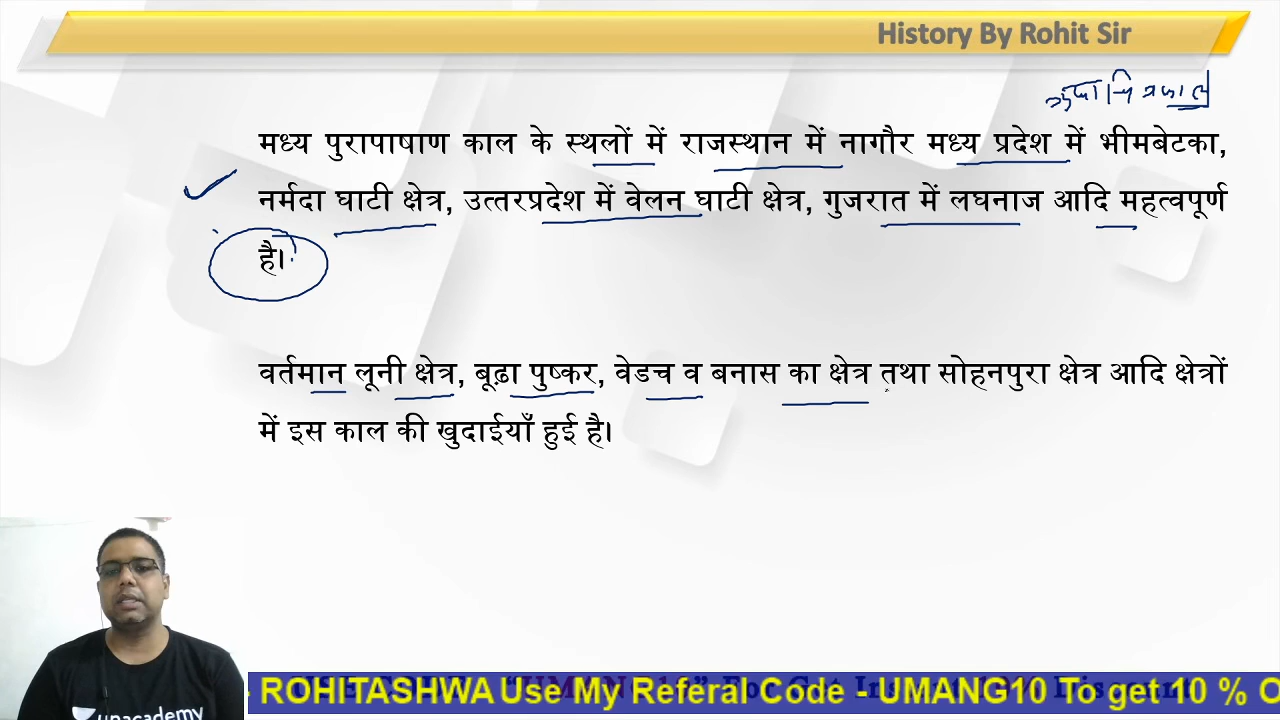 History By Rohit Sir
मध्य पुरापाषाण काल के स्थलों में राजस्थान में नागौर मध्य प्रदेश में भीमबेटका,
नर्मदा घाटी क्षेत्र, उत्तरप्रदेश में वेलन घाटी क्षेत्र, गुजरात में लघनाज आदि महत्वपूर्ण
है।
वर्तमान लूनी क्षेत्र, बूढ़ा पुष्कर, वेडच व बनास का क्षेत्र तथा सोहनपुरा क्षेत्र आदि क्षेत्रों
में इस काल की खुदाईयाँ हुई है।
unacademy
- ROHITASHWA Use My Referal Code - UMANG10 To get 10 % O